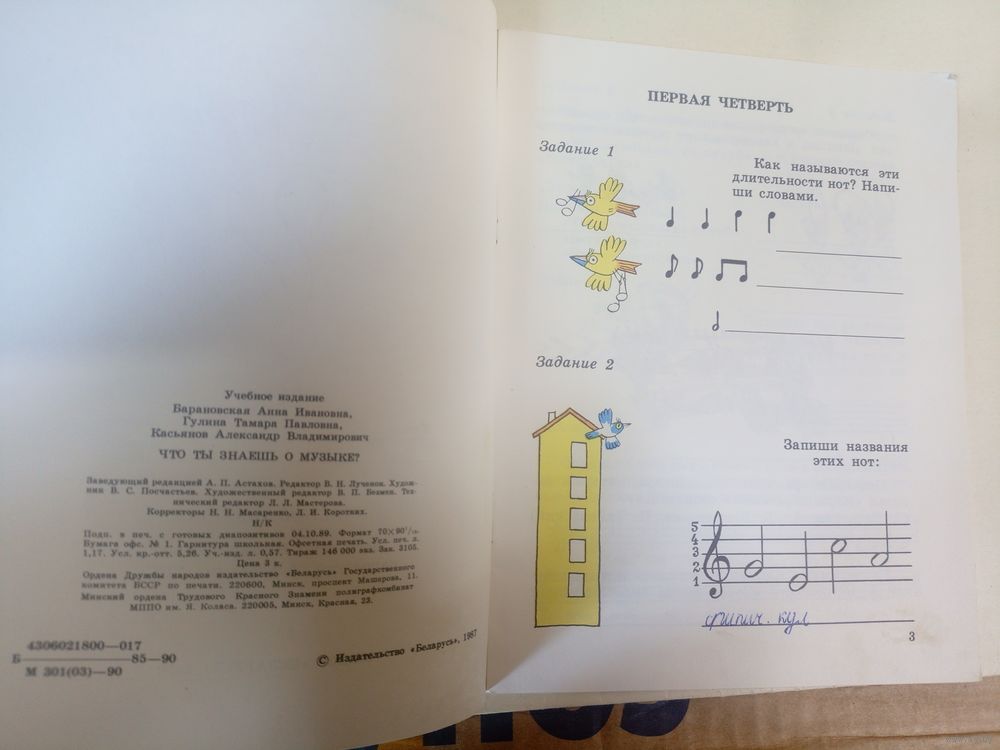 Учебное издание
Барановская Анна Ивановна,
Гулина Тамара Павловна,
Касьянов Александр Владимирович
ЧТО ТЫ ЗНАЕШЬ О МУЗЫКЕ?
Заведующий редакцией А. П. Астахов. Редактор В. Н. Лученок. Худож-
ник В. С. Посчастьев. Художественный редактор В. П. Безмен. Тех-
нический редактор Л. Л. Мастерова.
Корректоры Н. Н. Масаренко, Л. И. Коротких.
Н/К
Подп. в печ. с готовых диапозитивов 04.10.89. Формат 70×90¹/₁₆.
Бумага офс. № 1. Гарнитура школьная. Офсетная печать. Усл. печ. л.
1,17. Усл. кр.-отт. 5,26. Уч.-изд. л. 0,57. Тираж 146 000 экз. Зак. 3105.
Цена 3 к.
Ордена Дружбы народов издательство «Беларусь» Государственного
комитета БССР по печати. 220600, Минск, проспект Машерова, 11.
Минский ордена Трудового Красного Знамени полиграфкомбинат
МППО им. Я. Коласа. 220005, Минск, Красная, 23.
4306021800—017
Б——85—90
М 301(03)—90
© Издательство «Беларусь», 1987
ПЕРВАЯ ЧЕТВЕРТЬ
Задание 1
Как называются эти
длительности нот? Напи-
ши словами.
Задание 2
Запиши названия
этих нот:
5
4
3
2
1
3